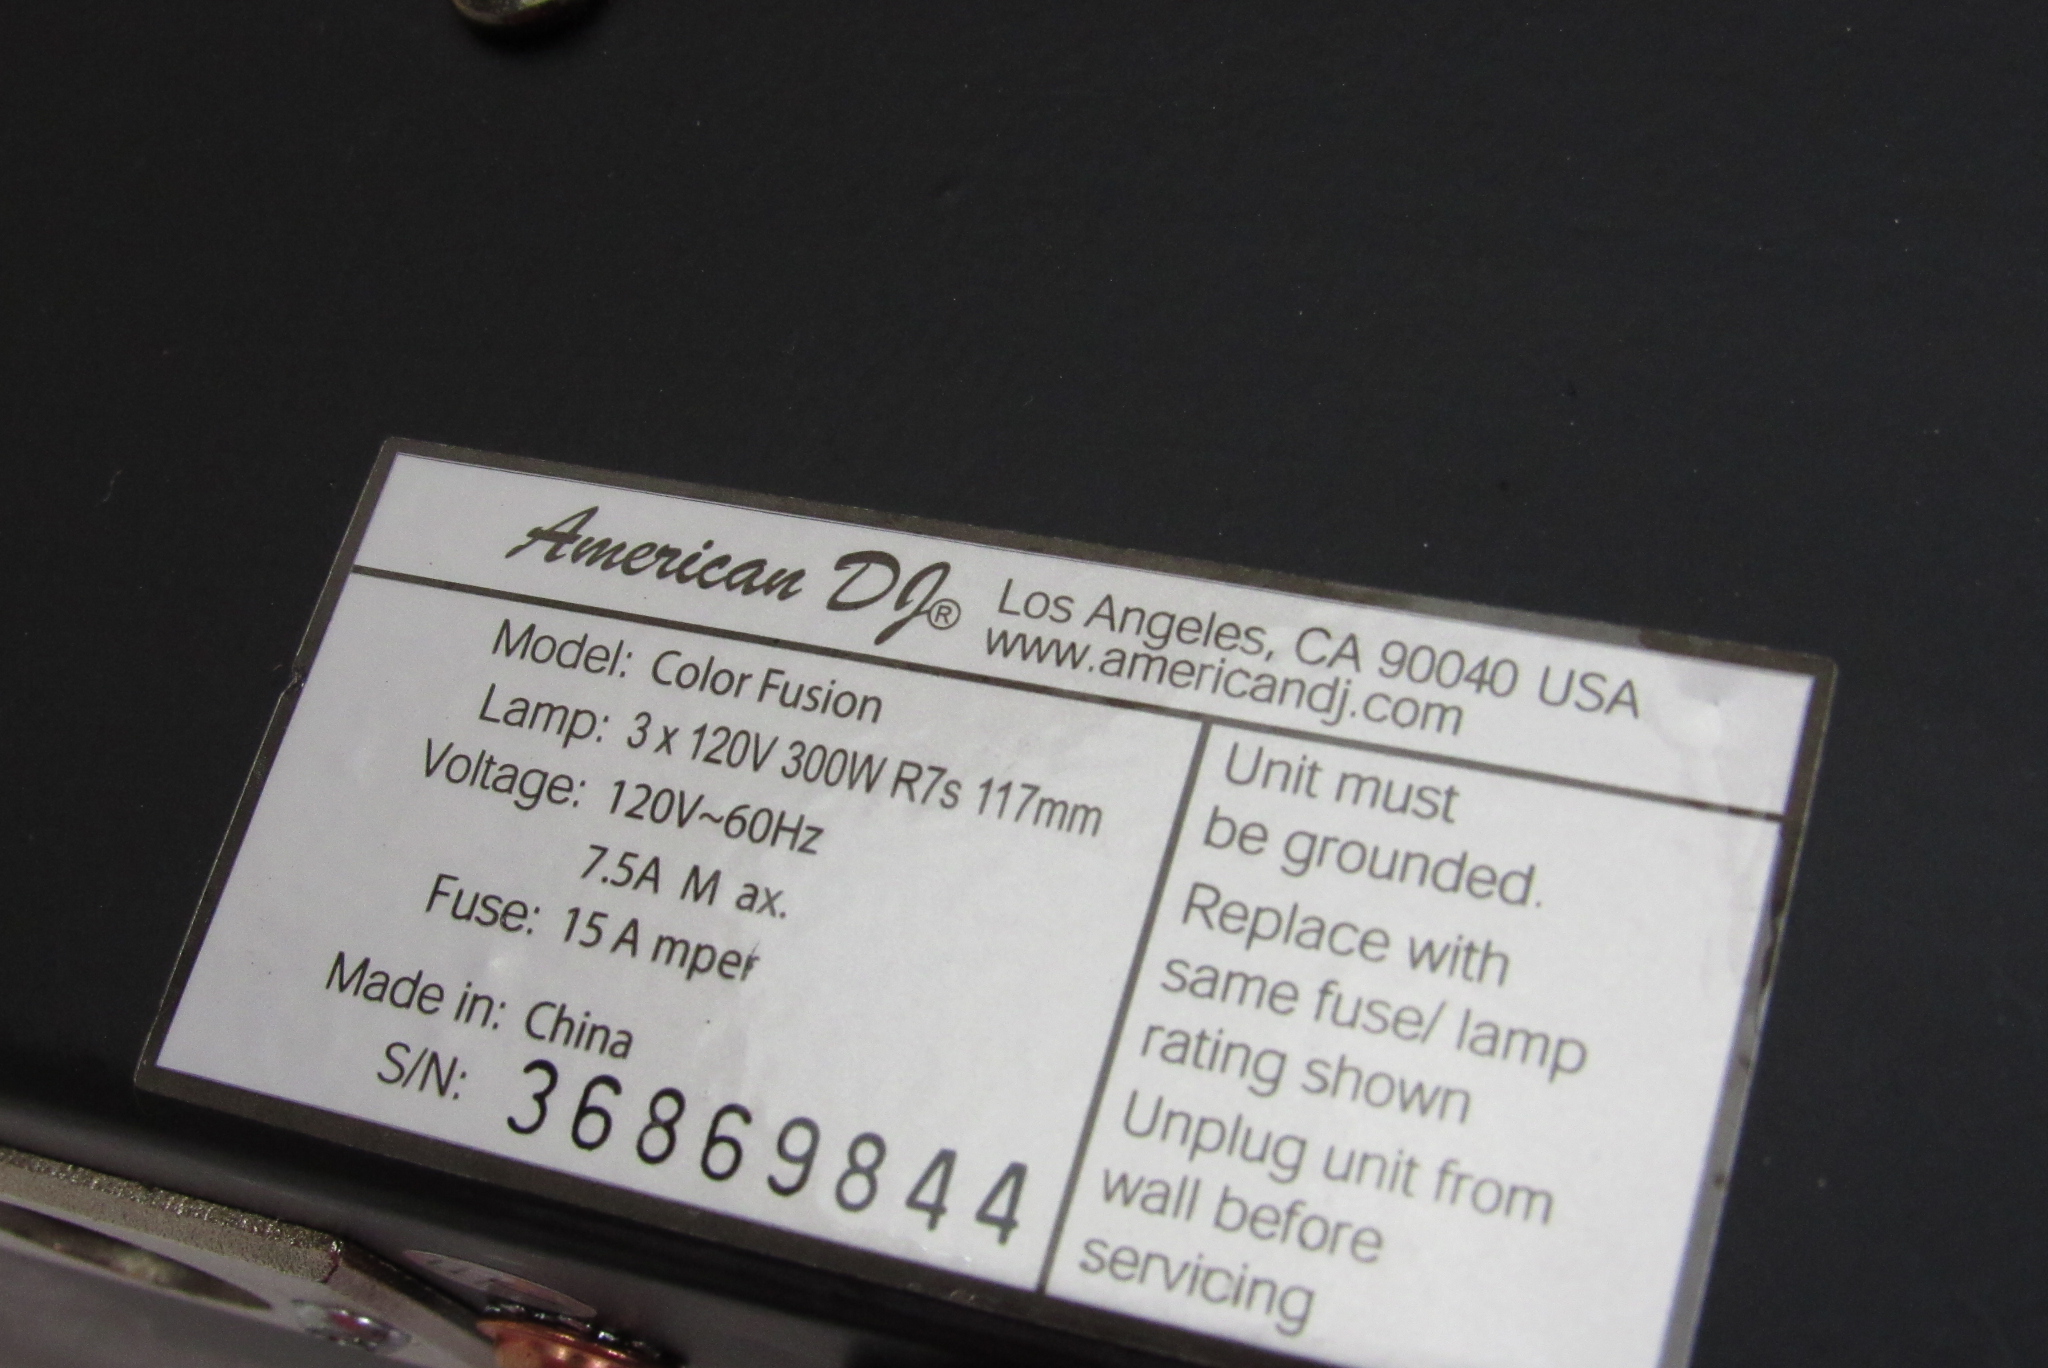 American DJ® Los Angeles, CA 90040 USA
www.americandj.com
Model: Color Fusion
Lamp: 3 x 120V 300W R7s 117mm
Voltage: 120V~60Hz
7.5A M ax.
Fuse: 15 A mper
Made in: China
S/N: 36869844
Unit must
be grounded.
Replace with
same fuse/ lamp
rating shown
Unplug unit from
wall before
servicing